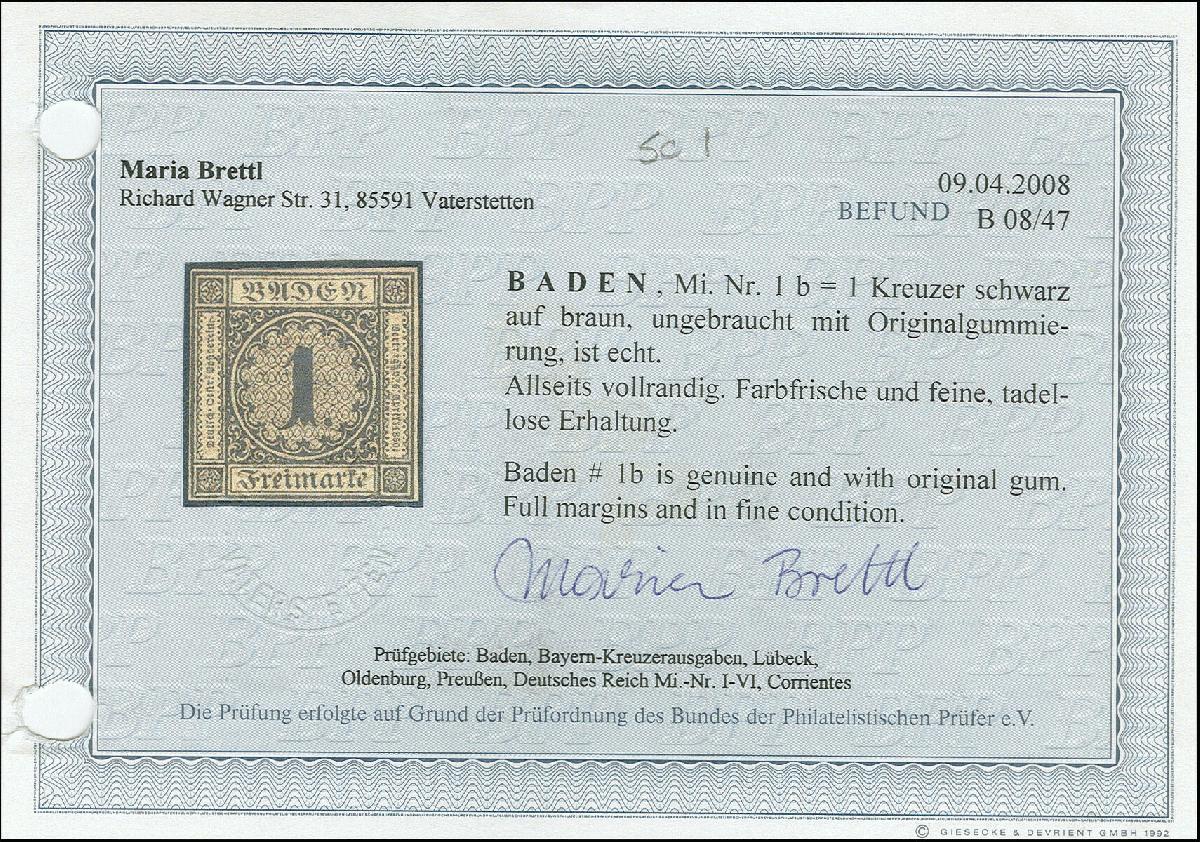 Sc 1
Maria Brettl
Richard Wagner Str. 31, 85591 Vaterstetten
09.04.2008
BEFUND B 08/47
BADEN
1
Freimarke
BADEN, Mi. Nr. 1 b = 1 Kreuzer schwarz
auf braun, ungebraucht mit Originalgummie-
rung, ist echt.
Allseits vollrandig. Farbfrische und feine, tadel-
lose Erhaltung.
Baden # 1b is genuine and with original gum.
Full margins and in fine condition.
Maria Brettl
Prüfgebiete: Baden, Bayern-Kreuzerausgaben, Lübeck,
Oldenburg, Preußen, Deutsches Reich Mi.-Nr. I-VI, Corrientes
Die Prüfung erfolgte auf Grund der Prüfordnung des Bundes der Philatelistischen Prüfer e.V.
© GIESECKE & DEVRIENT GMBH 1992